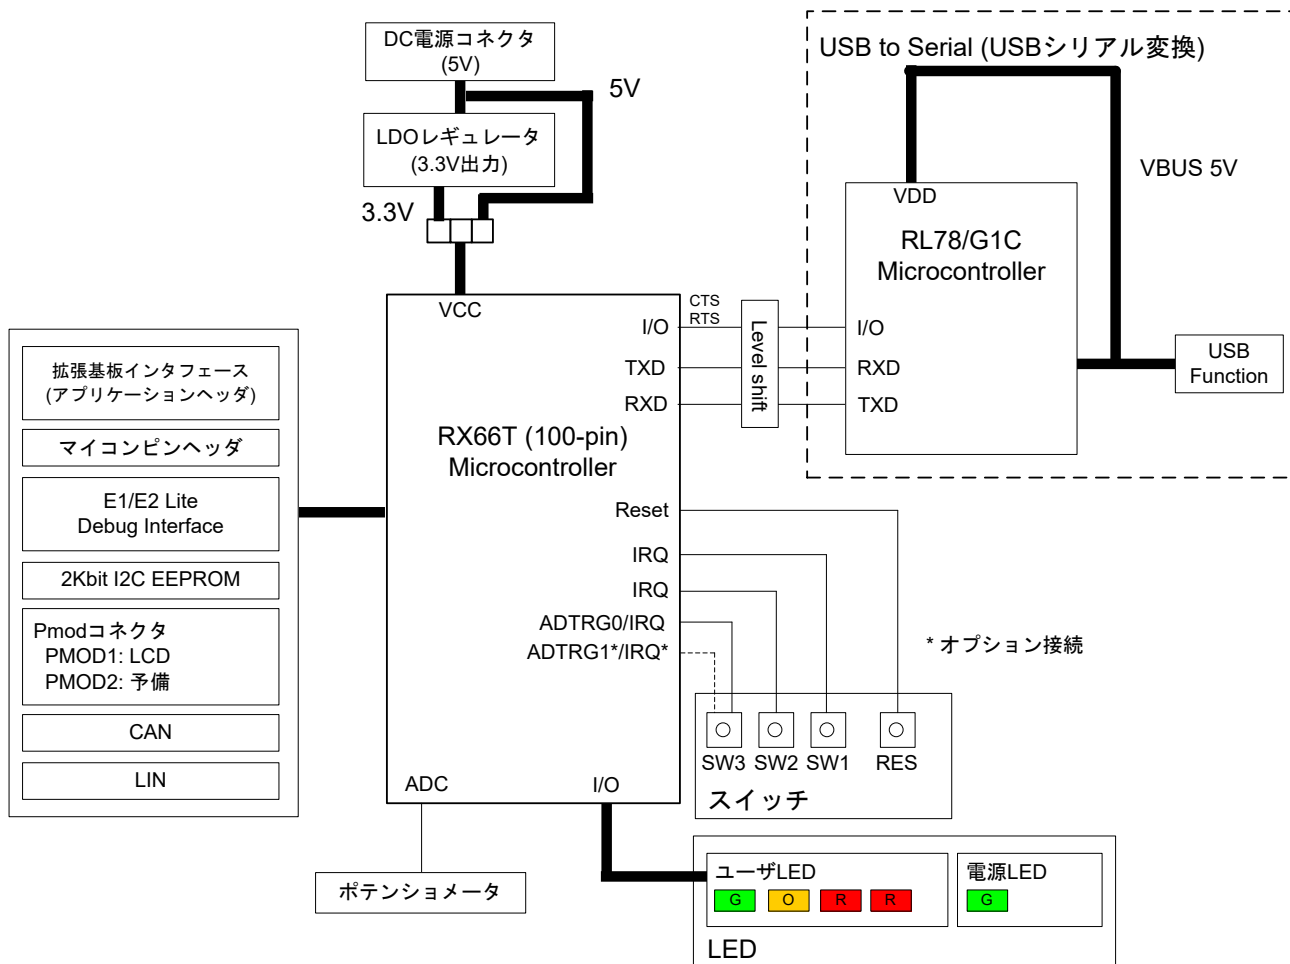 DC電源コネクタ
(5V)
5V
LDOレギュレータ
(3.3V出力)
3.3V
USB to Serial (USBシリアル変換)
VBUS 5V
VDD
RL78/G1C
Microcontroller
I/O
RXD
TXD
USB
Function
VCC
I/O
CTS
RTS
TXD
RXD
Level shift
RX66T (100-pin)
Microcontroller
Reset
IRQ
IRQ
ADTRG0/IRQ
ADTRG1*/IRQ*
ADC
I/O
拡張基板インタフェース
(アプリケーションヘッダ)
マイコンピンヘッダ
E1/E2 Lite
Debug Interface
2Kbit I2C EEPROM
Pmodコネクタ
PMOD1: LCD
PMOD2: 予備
CAN
LIN
* オプション接続
SW3 SW2 SW1 RES
スイッチ
ポテンショメータ
ユーザLED
G O R R
電源LED
G
LED